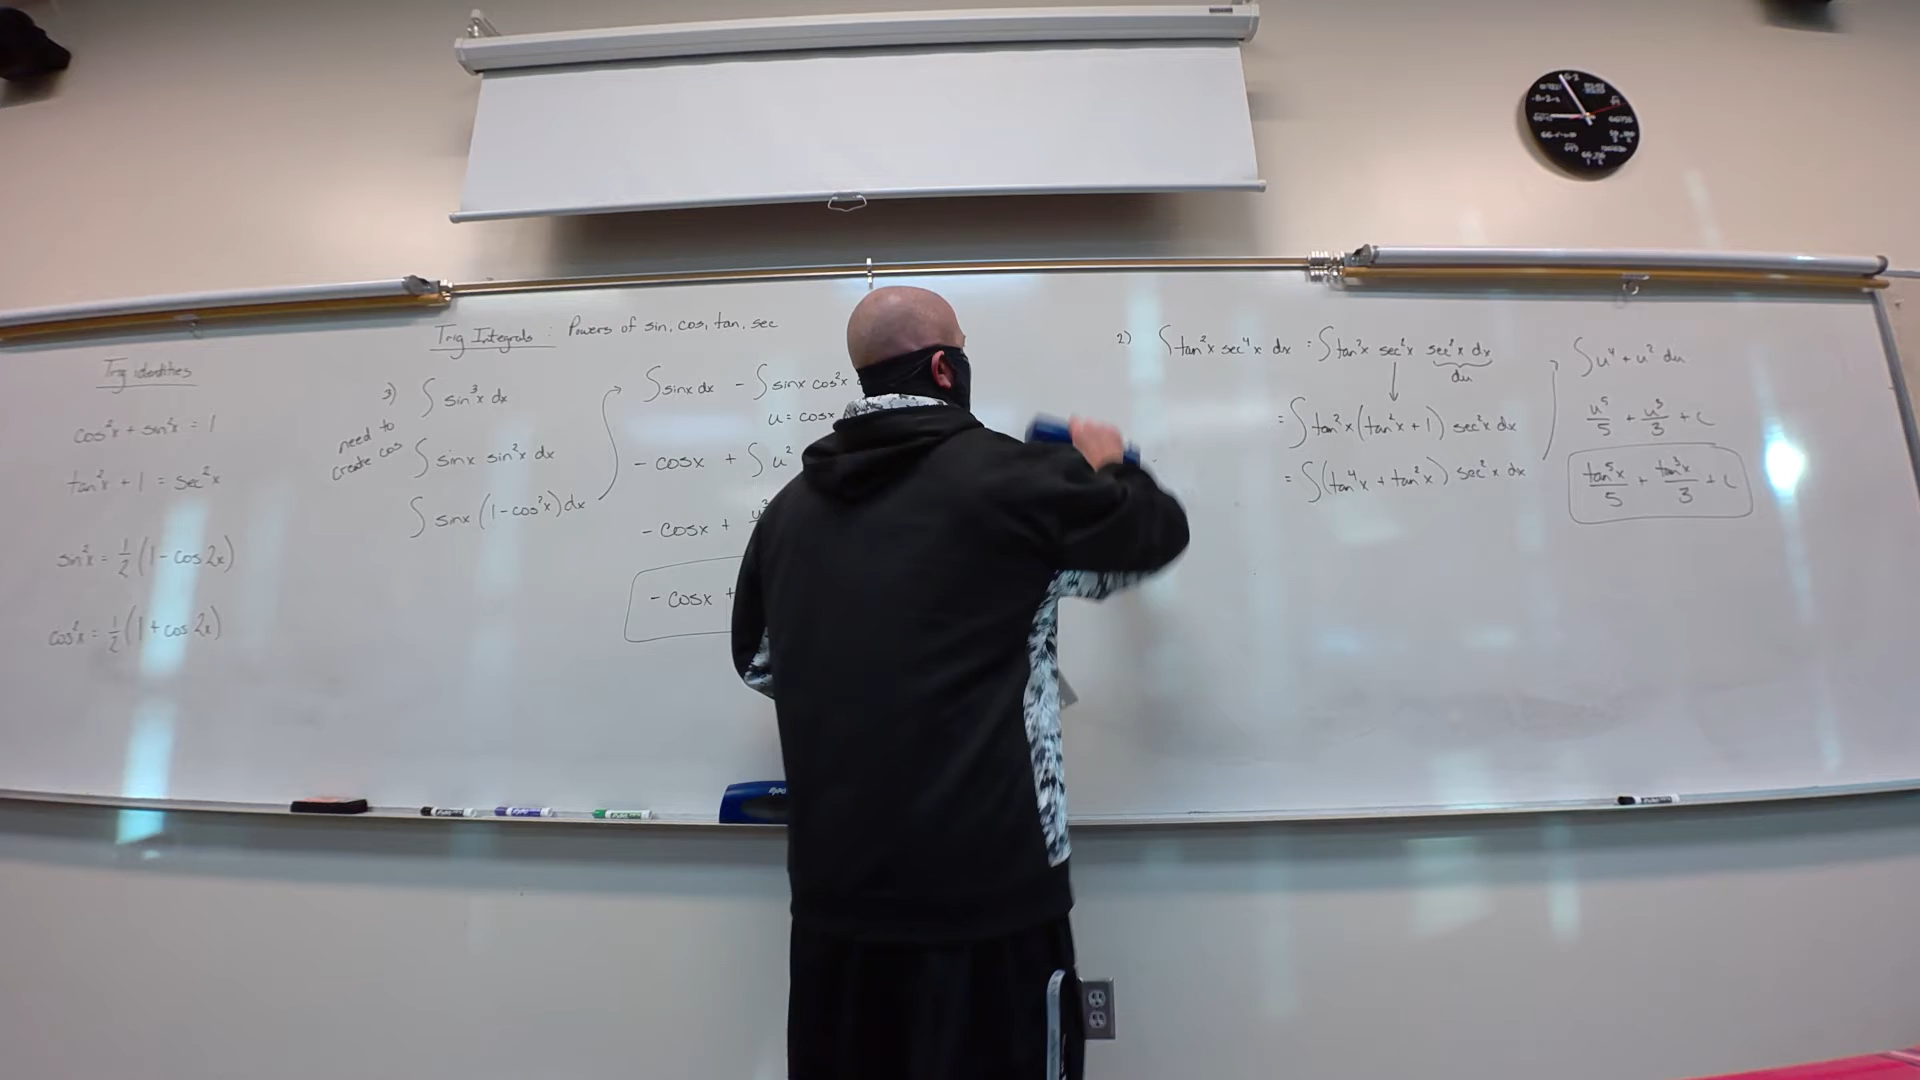 Trig Integrals : Powers of sin, cos, tan, sec
Trig identities
cos²x + sin²x = 1
tan²x + 1 = sec²x
sin²x = 1/2 (1 - cos 2x)
cos²x = 1/2 (1 + cos 2x)
3) ∫ sin³x dx
need to
create cos
∫ sinx sin²x dx
∫ sinx (1 - cos²x) dx
∫ sinx dx - ∫ sinx cos²x
u = cosx
- cosx + ∫ u²
- cosx + u³
- cosx +
2) ∫ tan²x sec⁴x dx = ∫ tan²x sec²x sec²x dx
du
= ∫ tan²x (tan²x + 1) sec²x dx
= ∫ (tan⁴x + tan²x) sec²x dx
∫ u⁴ + u² du
u⁵/5 + u³/3 + C
tan⁵x/5 + tan³x/3 + C